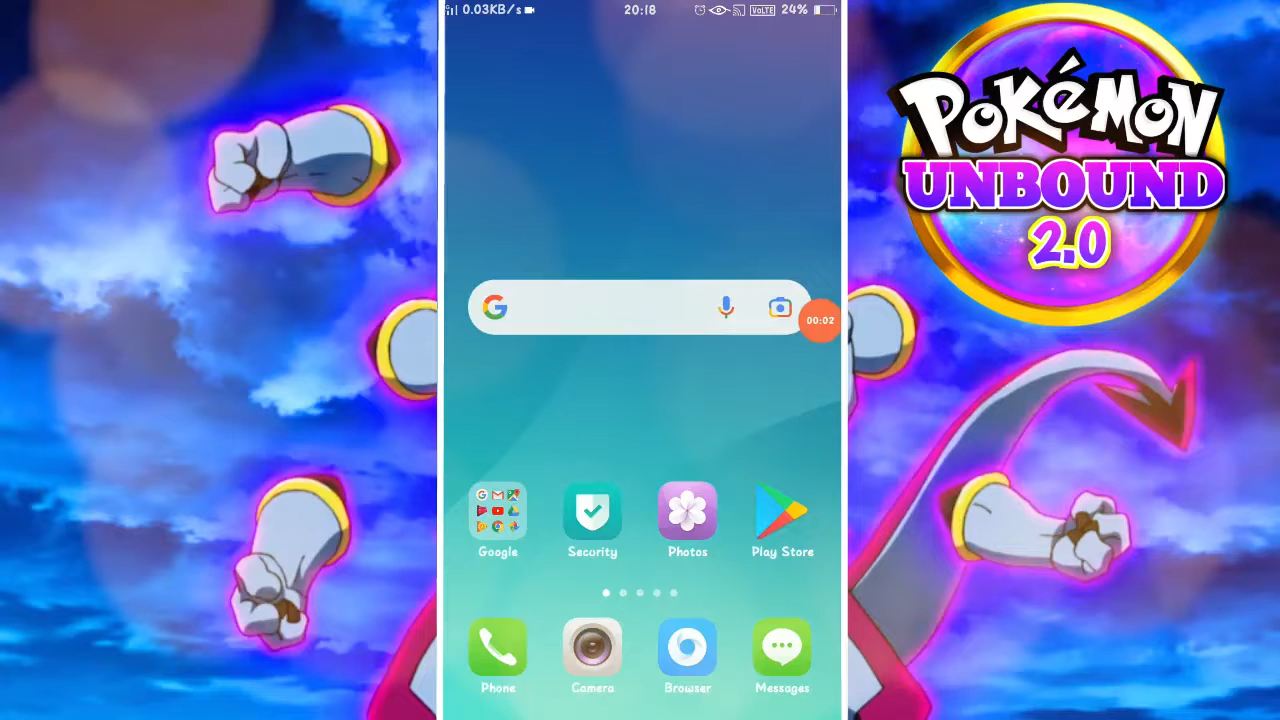 0.03KB/s
20:18
VoLTE
24%
POKéMON
UNBOUND
2.0
00:02
Google
Security
Photos
Play Store
Phone
Camera
Browser
Messages